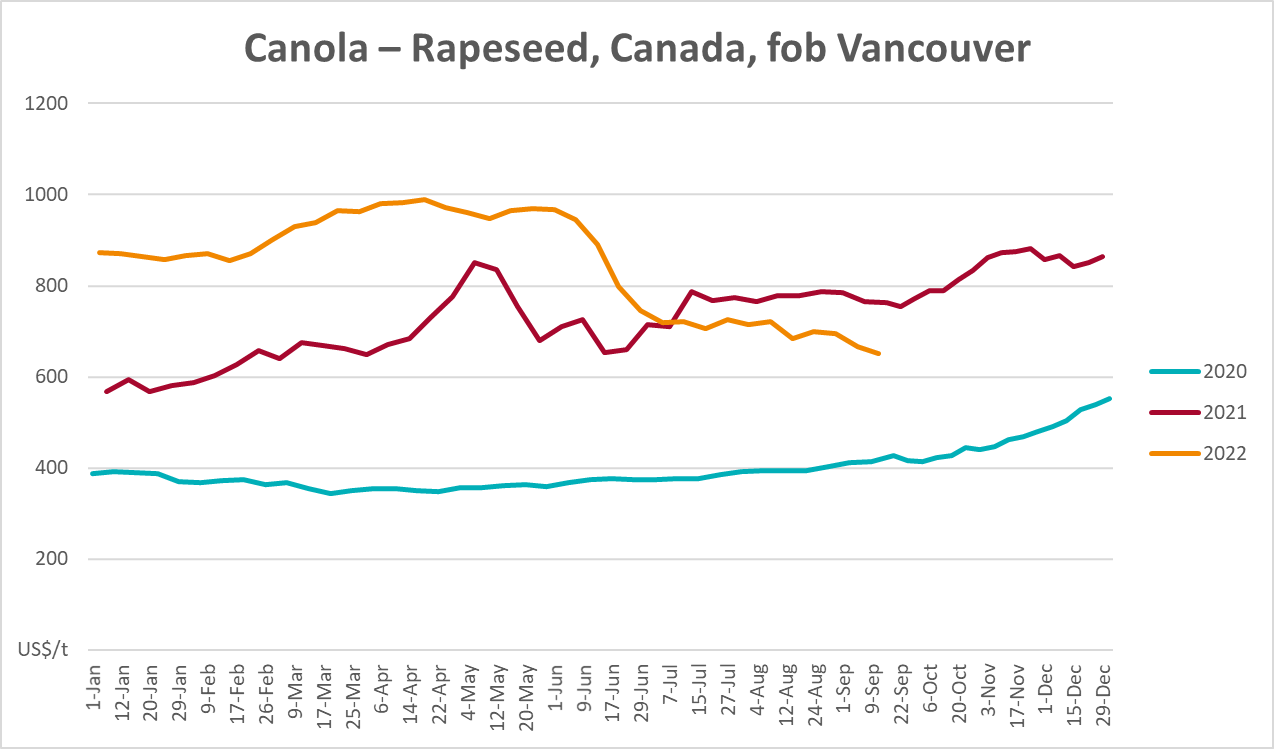 Canola – Rapeseed, Canada, fob Vancouver
1200
1000
800
600
400
200
US$/t
1-Jan
12-Jan
20-Jan
29-Jan
9-Feb
17-Feb
26-Feb
9-Mar
17-Mar
25-Mar
6-Apr
14-Apr
22-Apr
4-May
12-May
20-May
1-Jun
9-Jun
17-Jun
29-Jun
7-Jul
15-Jul
27-Jul
4-Aug
12-Aug
24-Aug
1-Sep
9-Sep
22-Sep
6-Oct
20-Oct
3-Nov
17-Nov
1-Dec
15-Dec
29-Dec
2020
2021
2022